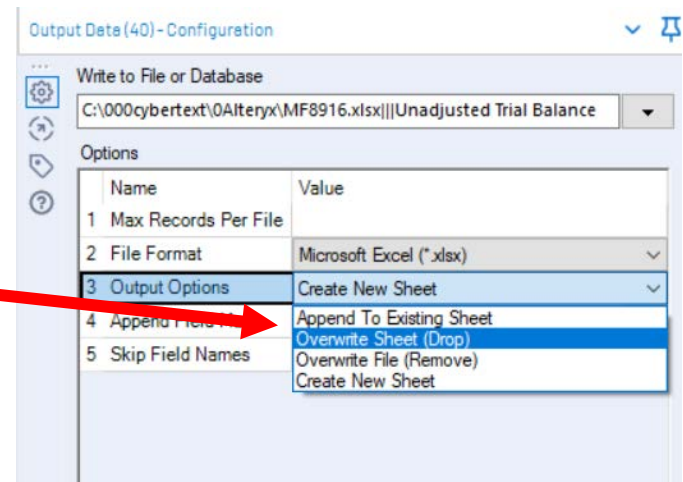 Output Data (40) - Configuration
Write to File or Database
C:\000cybertext\0Alteryx\MF8916.xlsx|||Unadjusted Trial Balance
Options
Name Value
1 Max Records Per File
2 File Format Microsoft Excel (*.xlsx)
3 Output Options Create New Sheet
4 Append Field Append To Existing Sheet
Overwrite Sheet (Drop)
5 Skip Field Names Overwrite File (Remove)
Create New Sheet